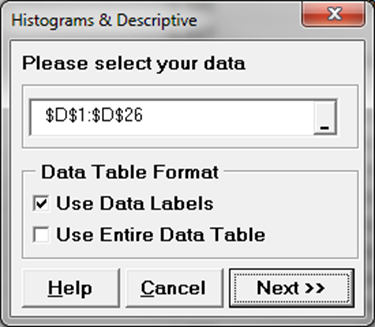 Histograms & Descriptive
Please select your data
$D$1:$D$26
Data Table Format
Use Data Labels
Use Entire Data Table
Help Cancel Next >>